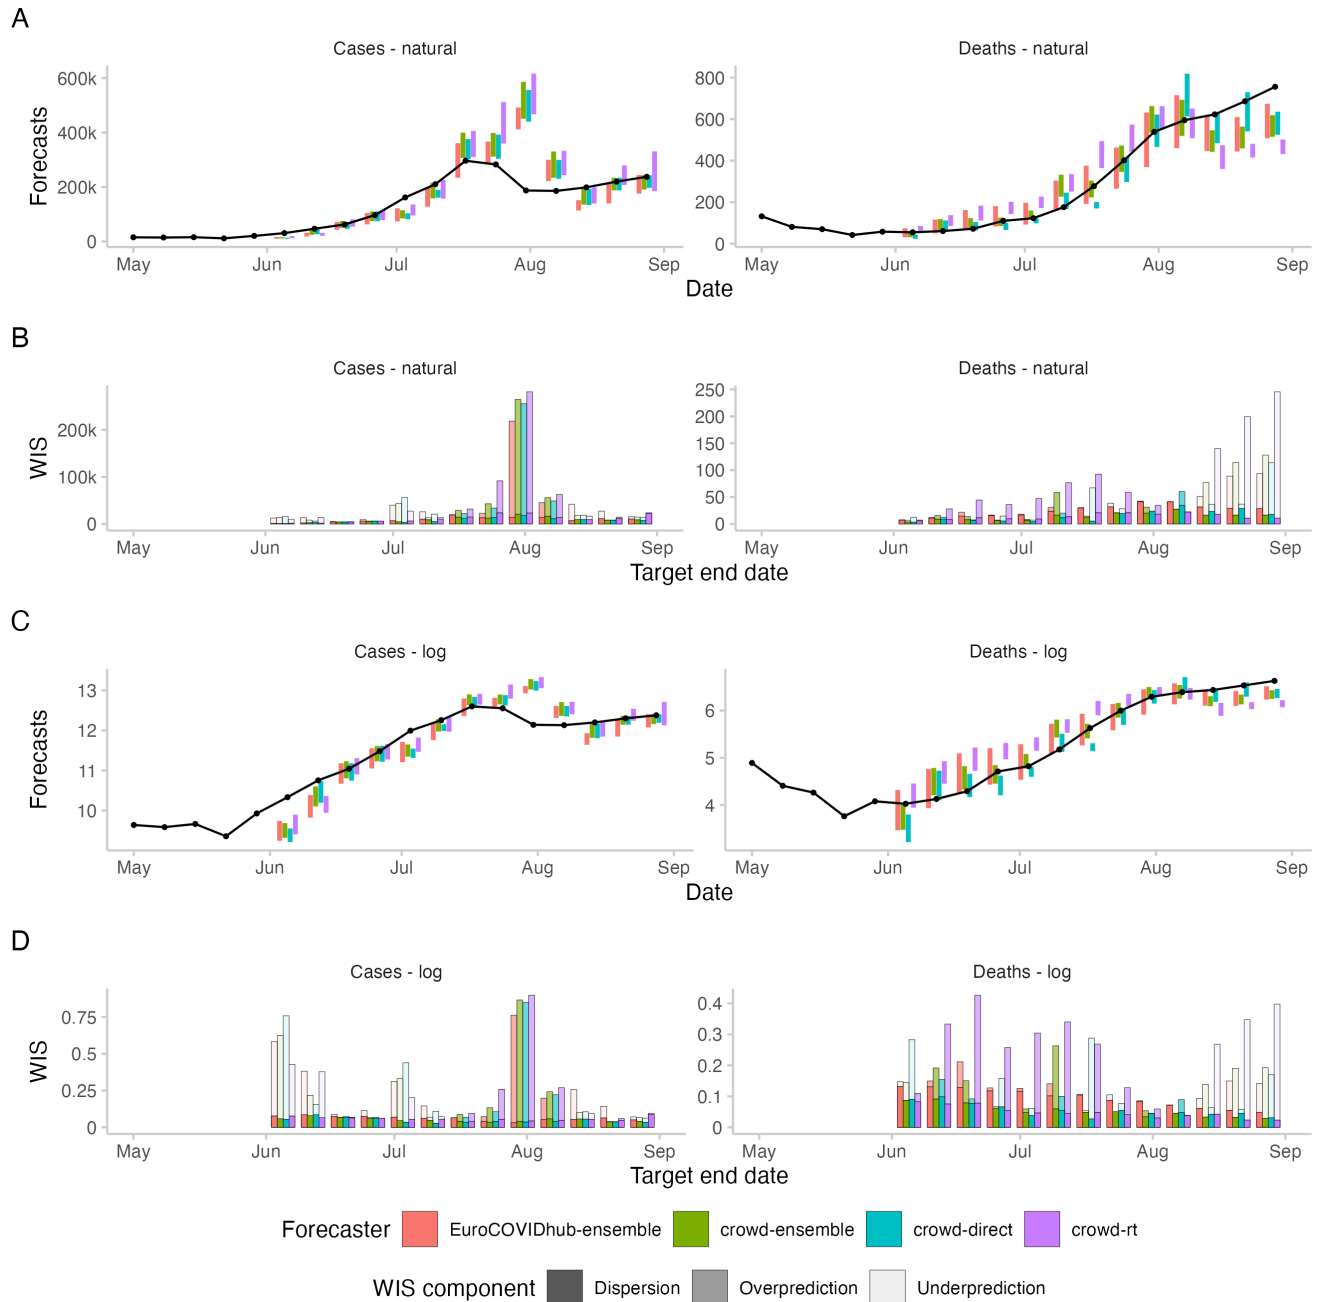 A
Cases - natural
Deaths - natural
Forecasts
600k
400k
200k
0
800
600
400
200
0
May Jun Jul Aug Sep
May Jun Jul Aug Sep
Date
B
Cases - natural
Deaths - natural
WIS
200k
100k
0
250
200
150
100
50
0
May Jun Jul Aug Sep
May Jun Jul Aug Sep
Target end date
C
Cases - log
Deaths - log
Forecasts
13
12
11
10
6
5
4
May Jun Jul Aug Sep
May Jun Jul Aug Sep
Date
D
Cases - log
Deaths - log
WIS
0.75
0.5
0.25
0
0.4
0.3
0.2
0.1
0
May Jun Jul Aug Sep
May Jun Jul Aug Sep
Target end date
Forecaster EuroCOVIDhub-ensemble crowd-ensemble crowd-direct crowd-rt
WIS component Dispersion Overprediction Underprediction